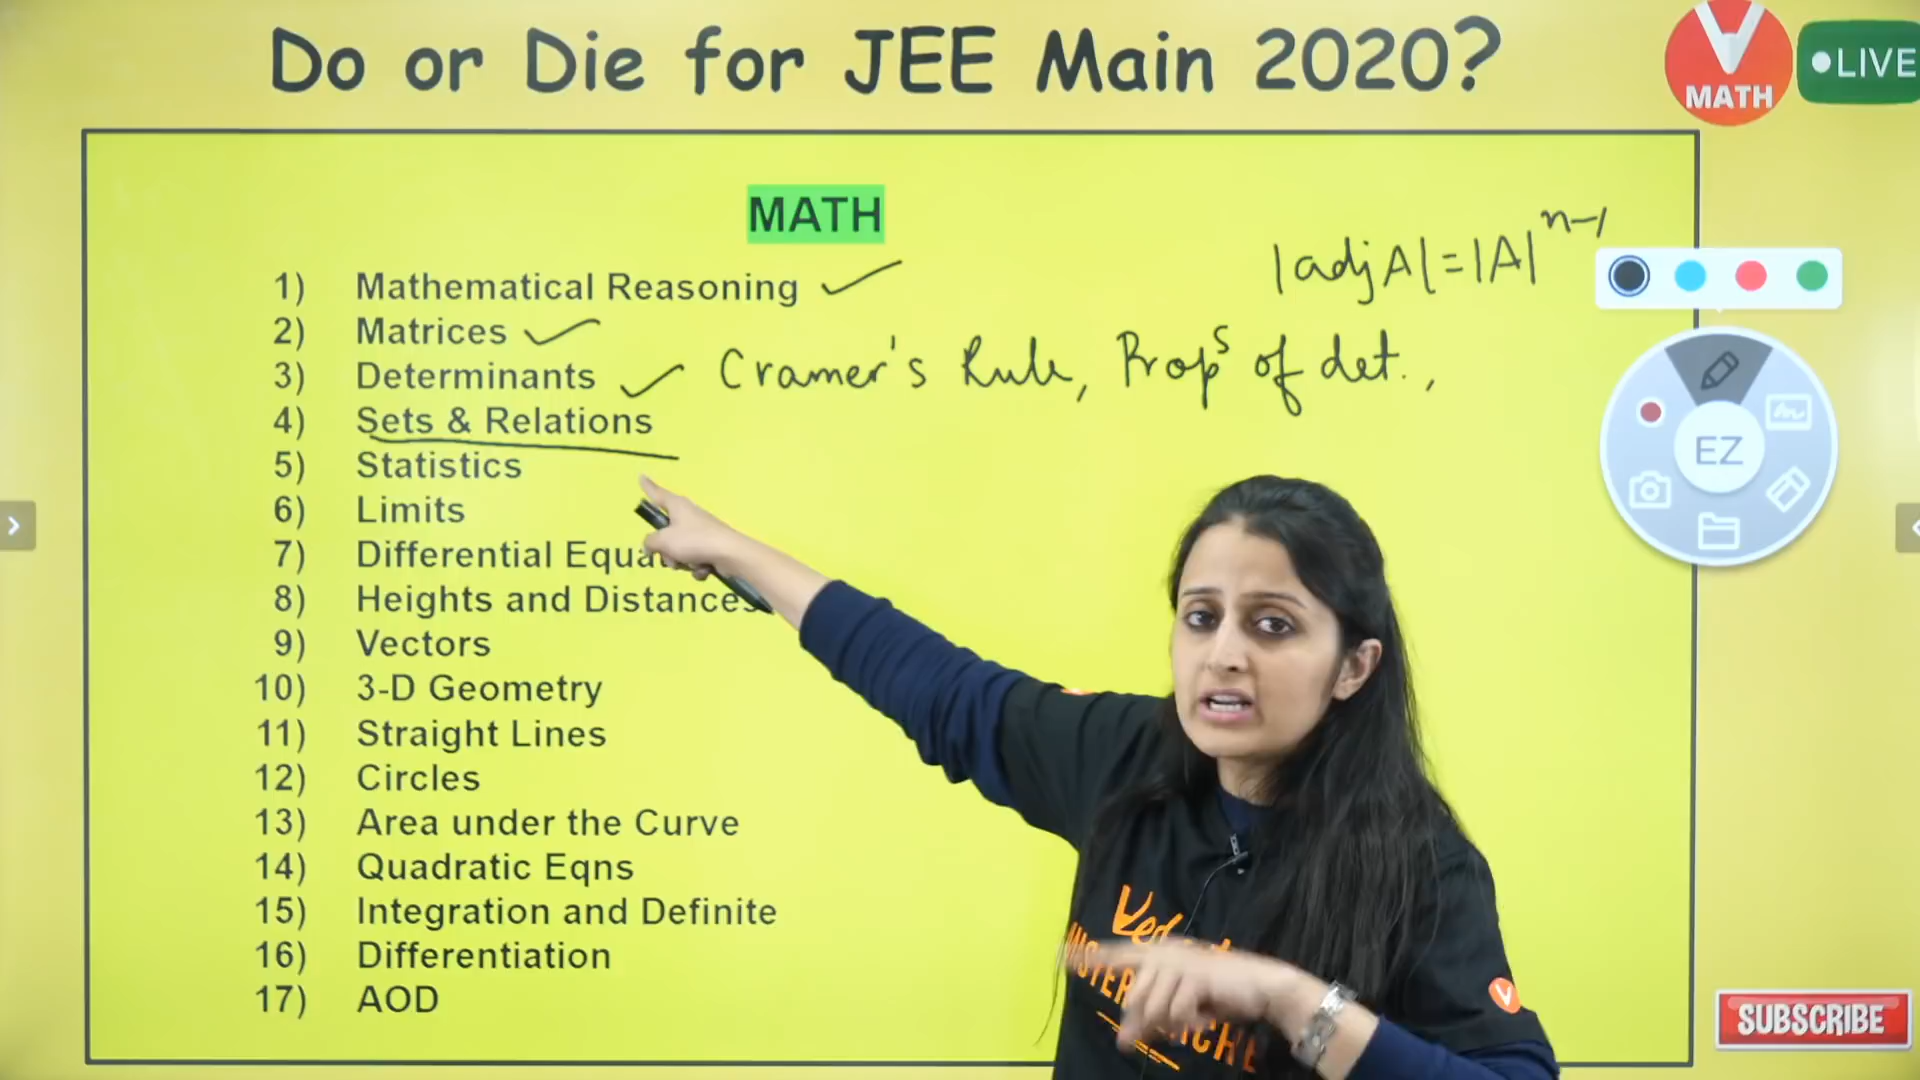 Do or Die for JEE Main 2020?
V MATH
LIVE
MATH
|adj A| = |A|ⁿ⁻¹
1) Mathematical Reasoning
2) Matrices
3) Determinants Cramer's Rule, Propˢ of det.,
4) Sets & Relations
5) Statistics
6) Limits
7) Differential Equa
8) Heights and Distances
9) Vectors
10) 3-D Geometry
11) Straight Lines
12) Circles
13) Area under the Curve
14) Quadratic Eqns
15) Integration and Definite
16) Differentiation
17) AOD
EZ
V
SUBSCRIBE